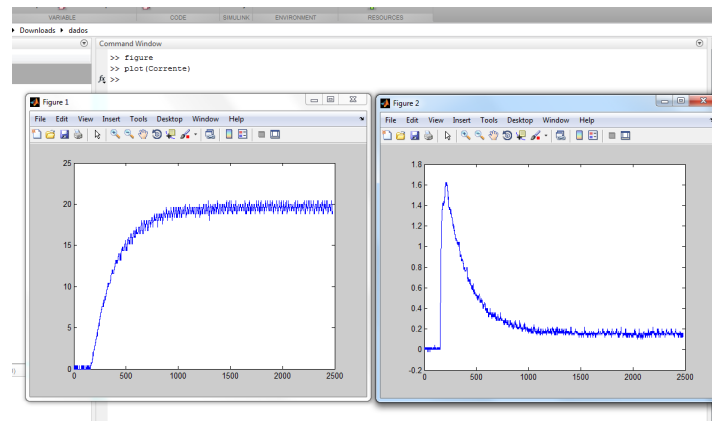 VARIABLE CODE SIMULINK ENVIRONMENT RESOURCES
Downloads dados
Command Window
>> figure
>> plot(Corrente)
fx >>
Figure 1
File Edit View Insert Tools Desktop Window Help
25
20
15
10
5
0
0 500 1000 1500 2000 2500
Figure 2
File Edit View Insert Tools Desktop Window Help
1.8
1.6
1.4
1.2
1
0.8
0.6
0.4
0.2
0
-0.2
0 500 1000 1500 2000 2500